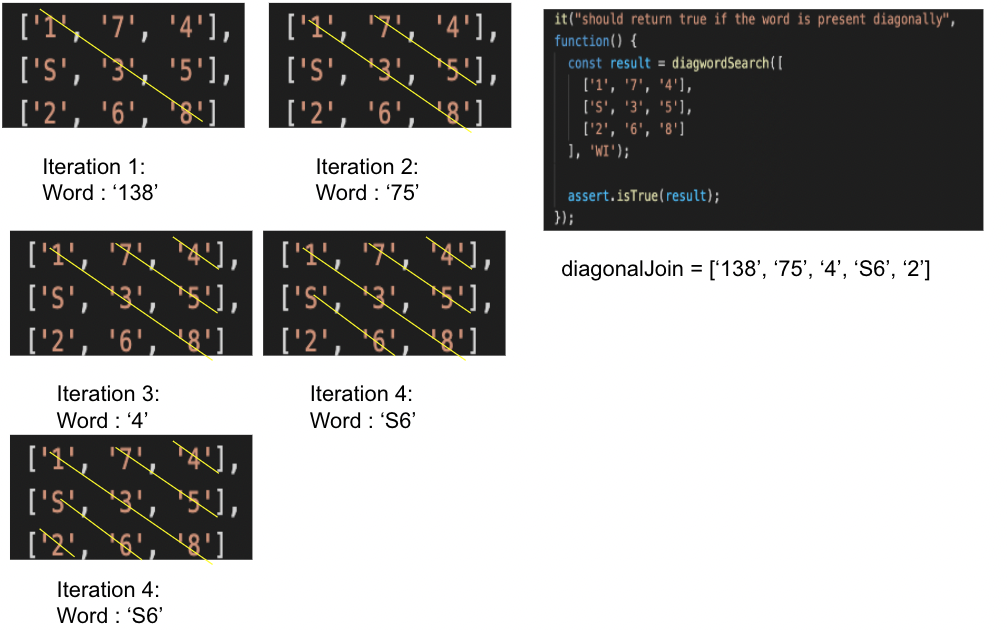 ['1', '7', '4'],
['S', '3', '5'],
['2', '6', '8']
Iteration 1:
Word : ‘138’
['1', '7', '4'],
['S', '3', '5'],
['2', '6', '8']
Iteration 2:
Word : ‘75’
it("should return true if the word is present diagonally",
function() {
const result = diagwordSearch([
['1', '7', '4'],
['S', '3', '5'],
['2', '6', '8']
], 'WI');
assert.isTrue(result);
});
diagonalJoin = [‘138’, ‘75’, ‘4’, ‘S6’, ‘2’]
['1', '7', '4'],
['S', '3', '5'],
['2', '6', '8']
Iteration 3:
Word : ‘4’
['1', '7', '4'],
['S', '3', '5'],
['2', '6', '8']
Iteration 4:
Word : ‘S6’
['1', '7', '4'],
['S', '3', '5'],
['2', '6', '8']
Iteration 4:
Word : ‘S6’